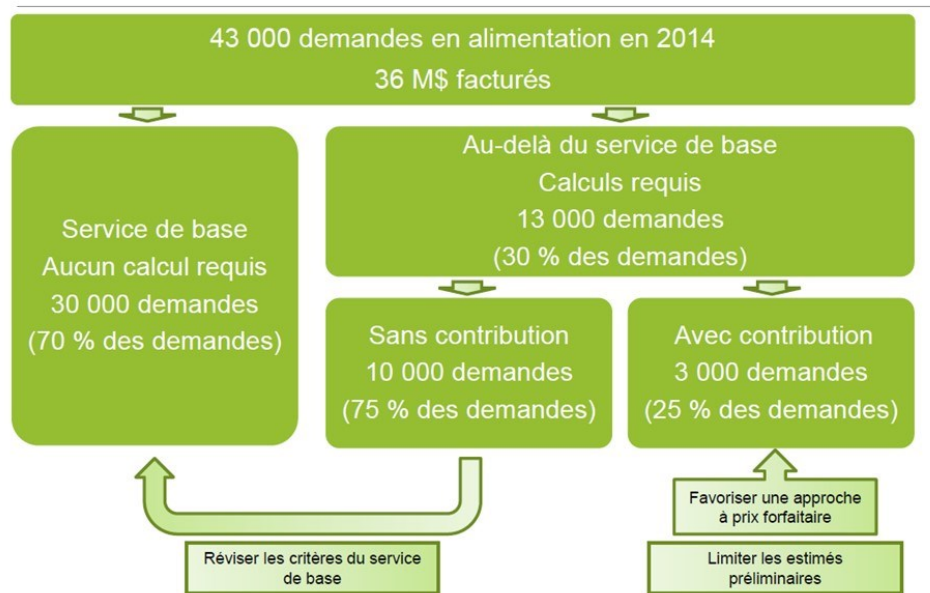 43 000 demandes en alimentation en 2014
36 M$ facturés
Service de base
Aucun calcul requis
30 000 demandes
(70 % des demandes)
Au-delà du service de base
Calculs requis
13 000 demandes
(30 % des demandes)
Sans contribution
10 000 demandes
(75 % des demandes)
Avec contribution
3 000 demandes
(25 % des demandes)
Réviser les critères du service
de base
Favoriser une approche
à prix forfaitaire
Limiter les estimés
préliminaires